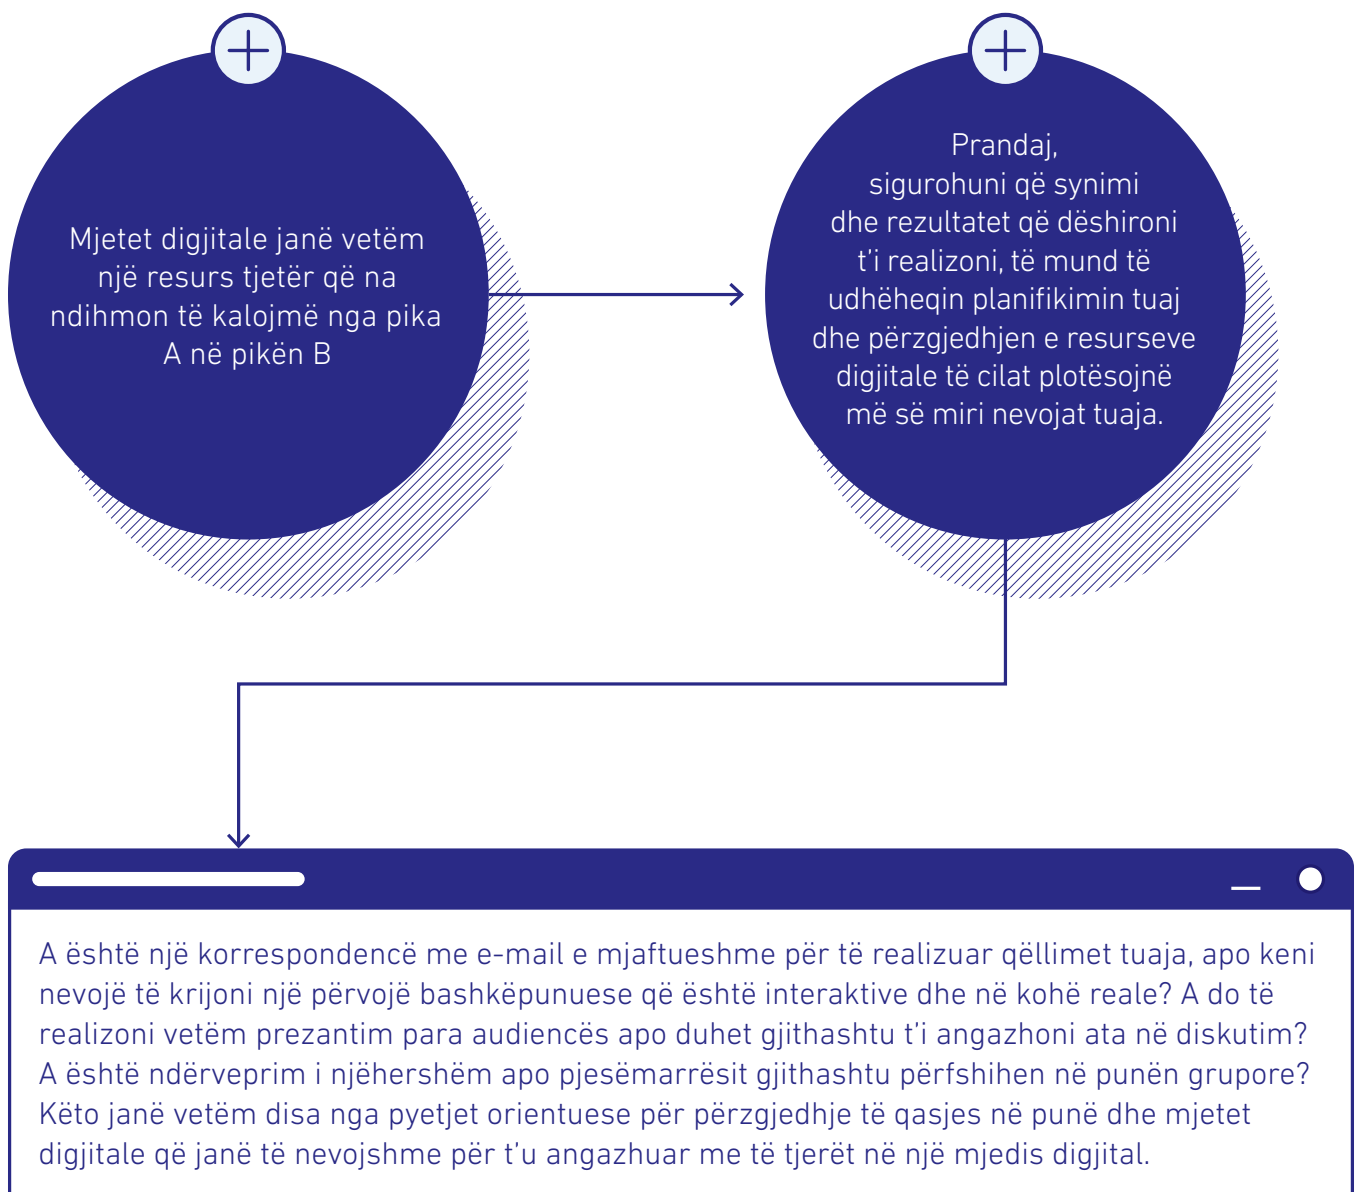 Mjetet digjitale janë vetëm
një resurs tjetër që na
ndihmon të kalojmë nga pika
A në pikën B
Prandaj,
sigurohuni që synimi
dhe rezultatet që dëshironi
t’i realizoni, të mund të
udhëheqin planifikimin tuaj
dhe përzgjedhjen e resurseve
digjitale të cilat plotësojnë
më së miri nevojat tuaja.
A është një korrespondencë me e-mail e mjaftueshme për të realizuar qëllimet tuaja, apo keni
nevojë të krijoni një përvojë bashkëpunuese që është interaktive dhe në kohë reale? A do të
realizoni vetëm prezantim para audiencës apo duhet gjithashtu t’i angazhoni ata në diskutim?
A është ndërveprim i njëhershëm apo pjesëmarrësit gjithashtu përfshihen në punën grupore?
Këto janë vetëm disa nga pyetjet orientuese për përzgjedhje të qasjes në punë dhe mjetet
digjitale që janë të nevojshme për t’u angazhuar me të tjerët në një mjedis digjital.